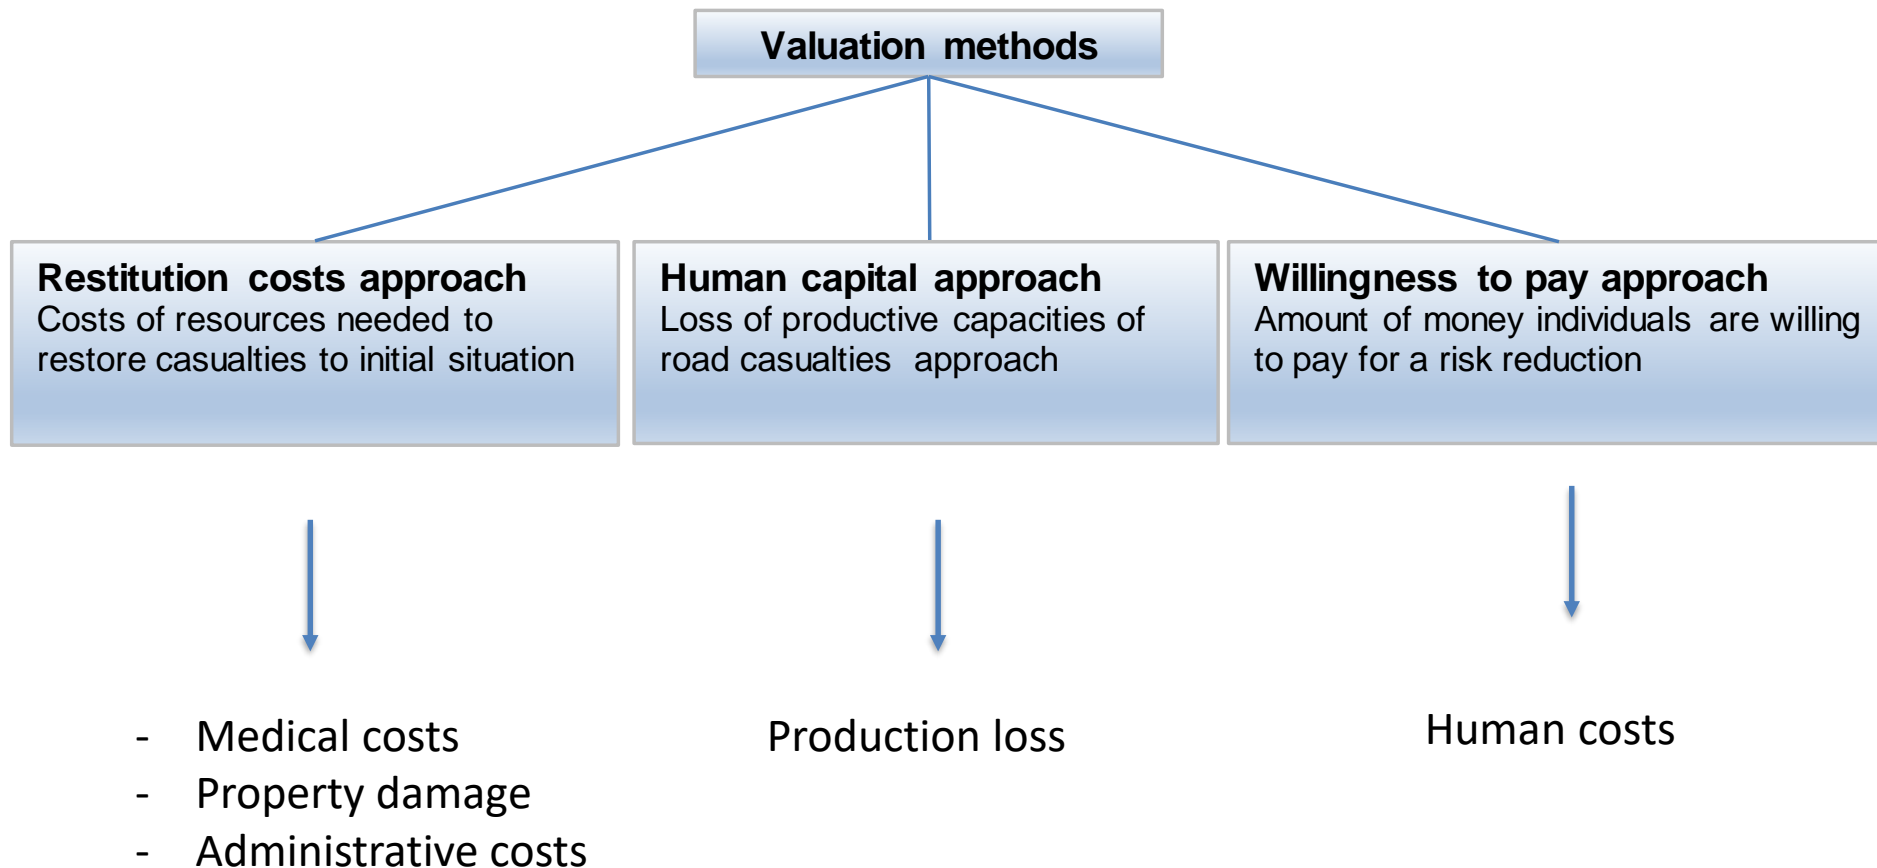 Valuation methods
Restitution costs approach
Costs of resources needed to
restore casualties to initial situation
Human capital approach
Loss of productive capacities of
road casualties approach
Willingness to pay approach
Amount of money individuals are willing
to pay for a risk reduction
- Medical costs
- Property damage
- Administrative costs
Production loss
Human costs